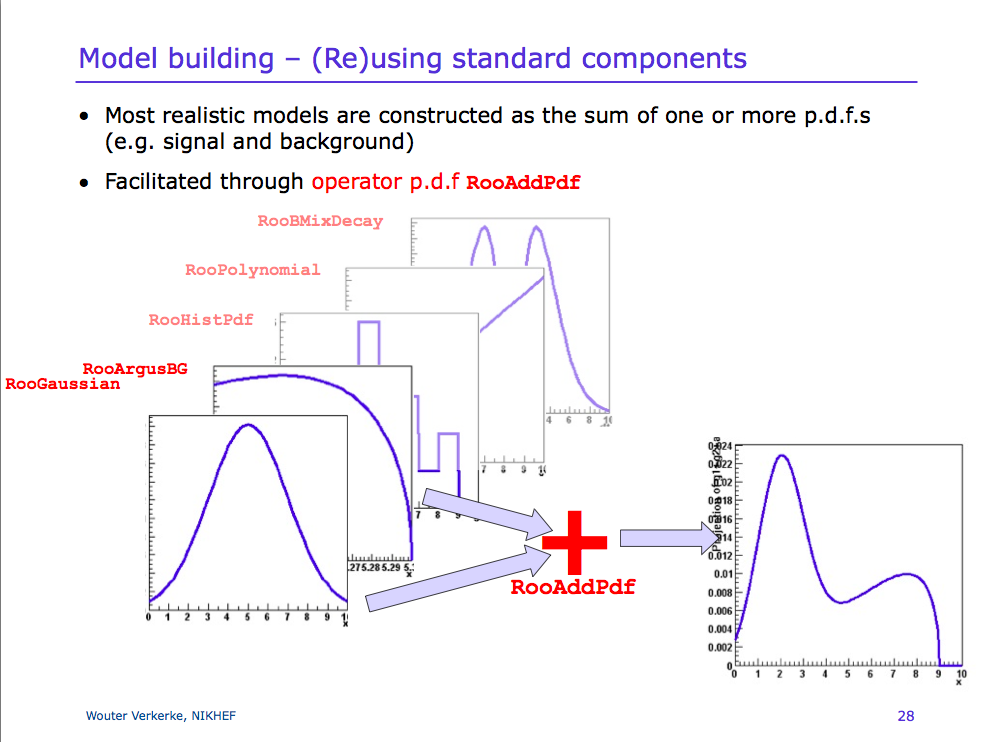 Model building – (Re)using standard components
• Most realistic models are constructed as the sum of one or more p.d.f.s
(e.g. signal and background)
• Facilitated through operator p.d.f RooAddPdf
RooBMixDecay
RooPolynomial
RooHistPdf
RooArgusBG
RooGaussian
4 6 8 10
7 8 9 10
7 8 9
5.28 5.29
x
0 1 2 3 4 5 6 7 8 9 10
x
RooAddPdf
0.024
0.022
0.02
0.018
0.016
0.014
0.012
0.01
0.008
0.006
0.004
0.002
0
0 1 2 3 4 5 6 7 8 9 10
x
Wouter Verkerke, NIKHEF
28